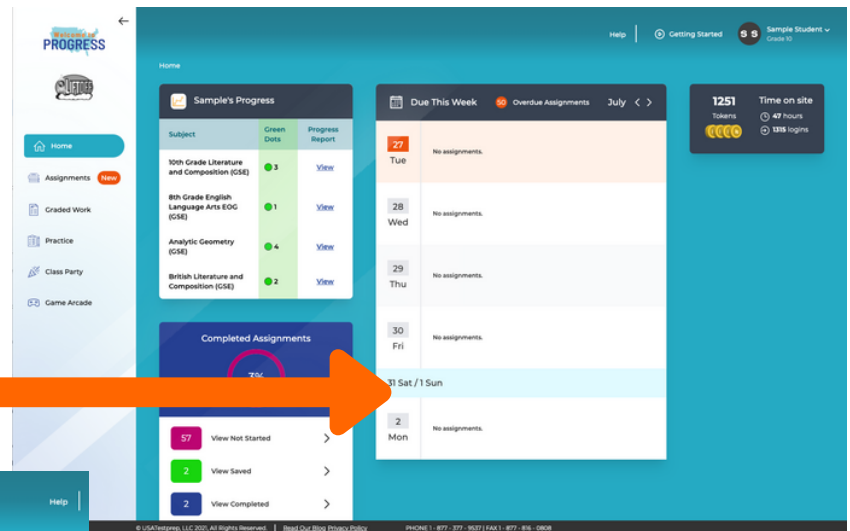 Welcome to
PROGRESS
←
Help
Getting Started
S S
Sample Student
Grade 10
Home
Assignments New
Graded Work
Practice
Class Party
Game Arcade
Home
Sample's Progress
Subject Green Dots Progress Report
10th Grade Literature and Composition (GSE) 3 View
8th Grade English Language Arts EOG (GSE) 1 View
Analytic Geometry (GSE) 4 View
British Literature and Composition (GSE) 2 View
Completed Assignments
3%
57 View Not Started
2 View Saved
2 View Completed
Due This Week 50 Overdue Assignments July < >
27 Tue No assignments.
28 Wed No assignments.
29 Thu No assignments.
30 Fri No assignments.
31 Sat / 1 Sun
2 Mon No assignments.
1251 Tokens
Time on site
47 hours
1315 logins
Help
© USATestprep, LLC 2021, All Rights Reserved. | Read Our Blog Privacy Policy PHONE 1 - 877 - 377 - 9537 | FAX 1 - 877 - 816 - 0808